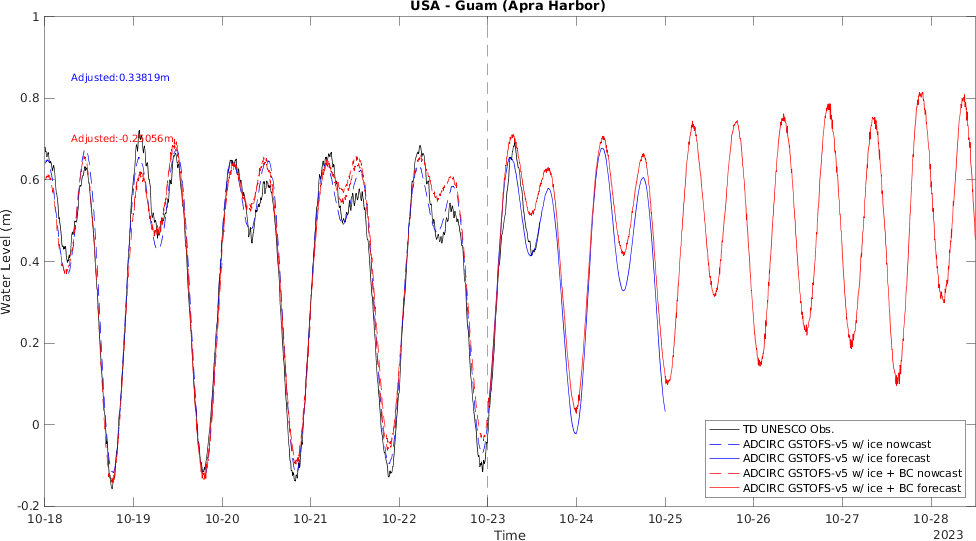 USA - Guam (Apra Harbor)
Water Level (m)
1
0.8
0.6
0.4
0.2
0
-0.2
Adjusted:0.33819m
TD UNESCO Obs.
ADCIRC GSTOFS-v5 w/ ice nowcast
ADCIRC GSTOFS-v5 w/ ice forecast
ADCIRC GSTOFS-v5 w/ ice + BC nowcast
ADCIRC GSTOFS-v5 w/ ice + BC forecast
10-18 10-19 10-20 10-21 10-22 10-23 10-24 10-25 10-26 10-27 10-28
Time
2023